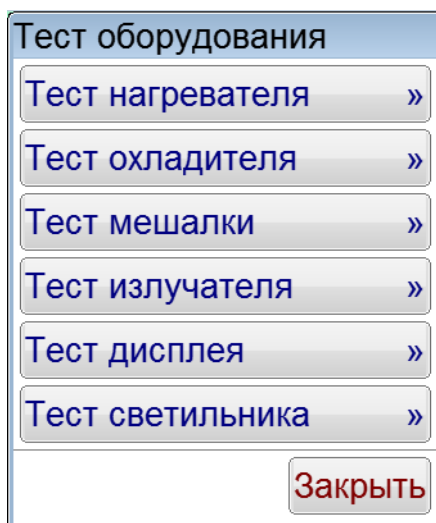 Тест оборудования
Тест нагревателя »
Тест охладителя »
Тест мешалки »
Тест излучателя »
Тест дисплея »
Тест светильника »
Закрыть